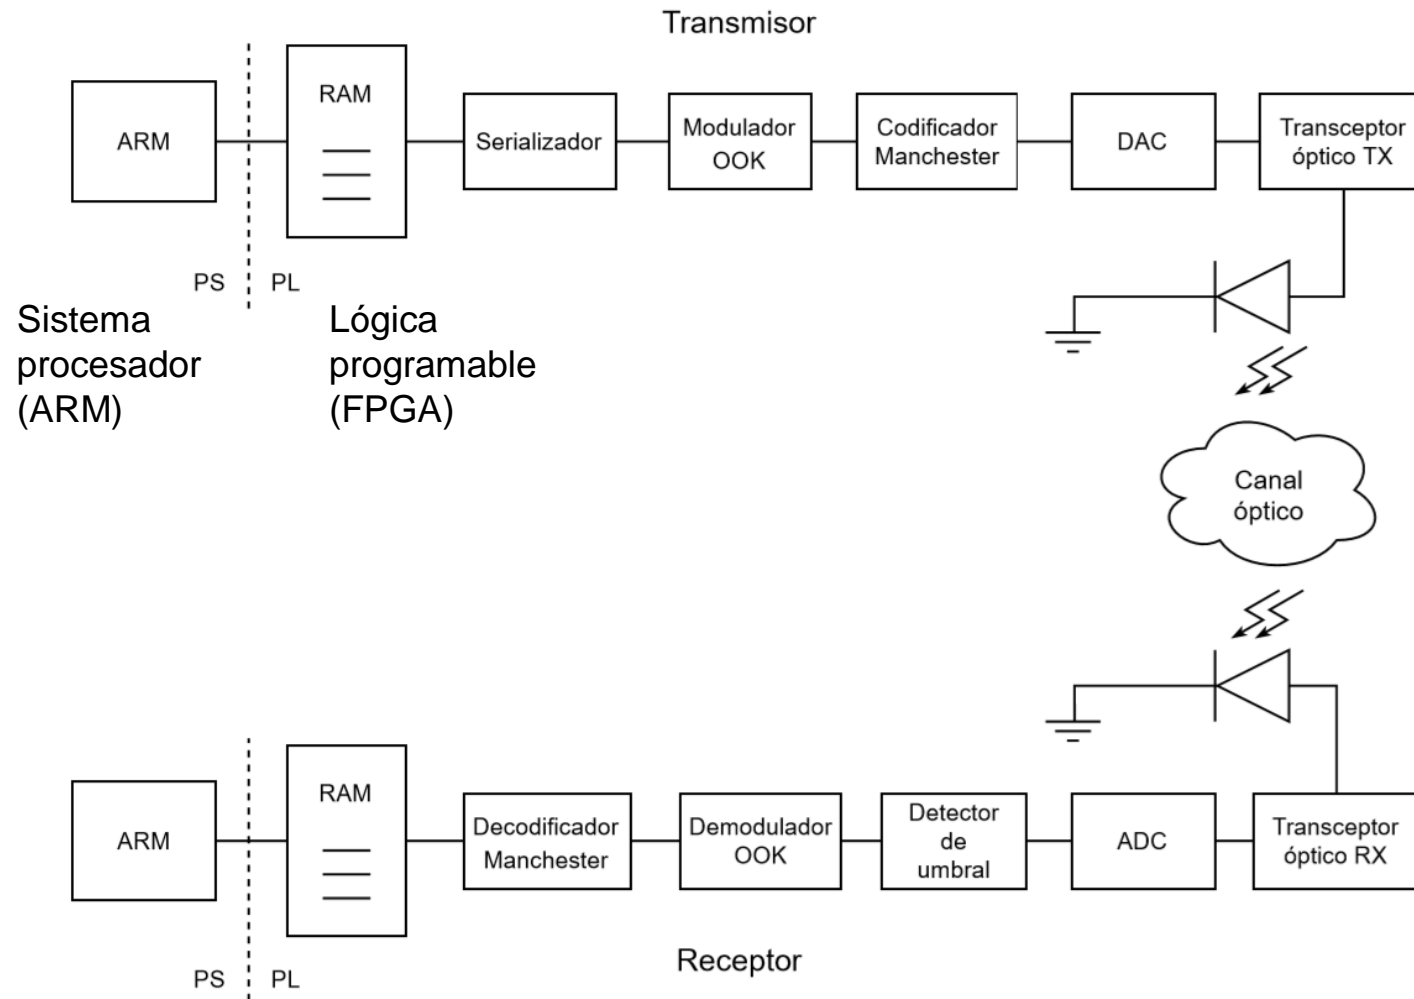 Transmisor
ARM
RAM
Serializador
Modulador
OOK
Codificador
Manchester
DAC
Transceptor
óptico TX
PS
PL
Sistema
procesador
(ARM)
Lógica
programable
(FPGA)
Canal
óptico
ARM
RAM
Decodificador
Manchester
Demodulador
OOK
Detector
de
umbral
ADC
Transceptor
óptico RX
PS
PL
Receptor